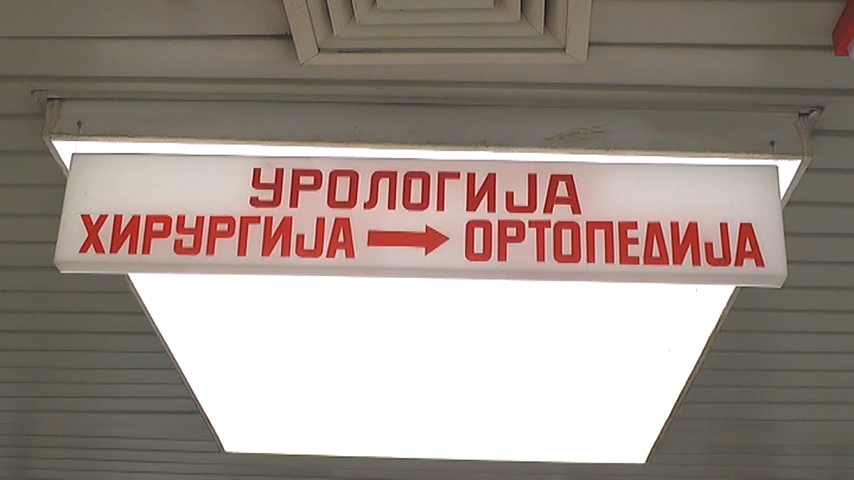 УРОЛОГИЈА
ХИРУРГИЈА → ОРТОПЕДИЈА